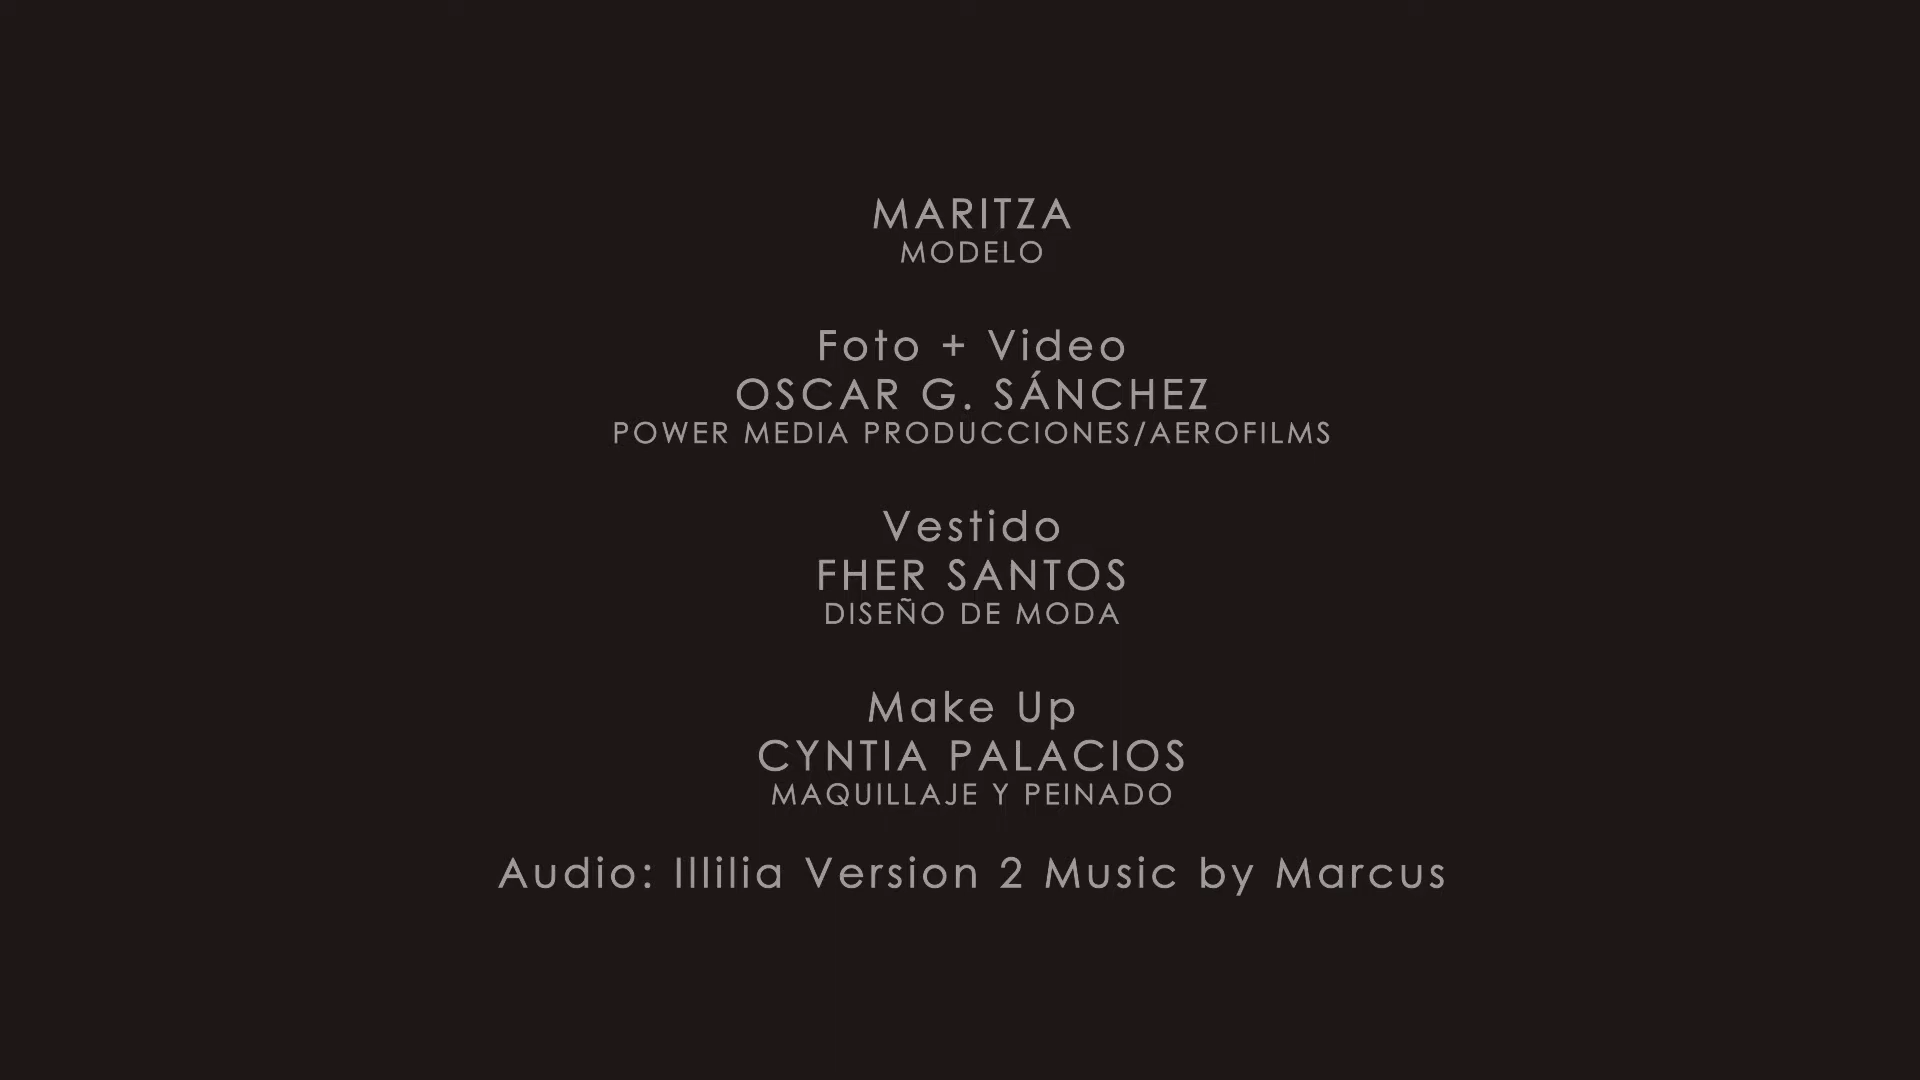 MARITZA
MODELO
Foto + Video
OSCAR G. SÁNCHEZ
POWER MEDIA PRODUCCIONES/AEROFILMS
Vestido
FHER SANTOS
DISEÑO DE MODA
Make Up
CYNTIA PALACIOS
MAQUILLAJE Y PEINADO
Audio: Illilia Version 2 Music by Marcus